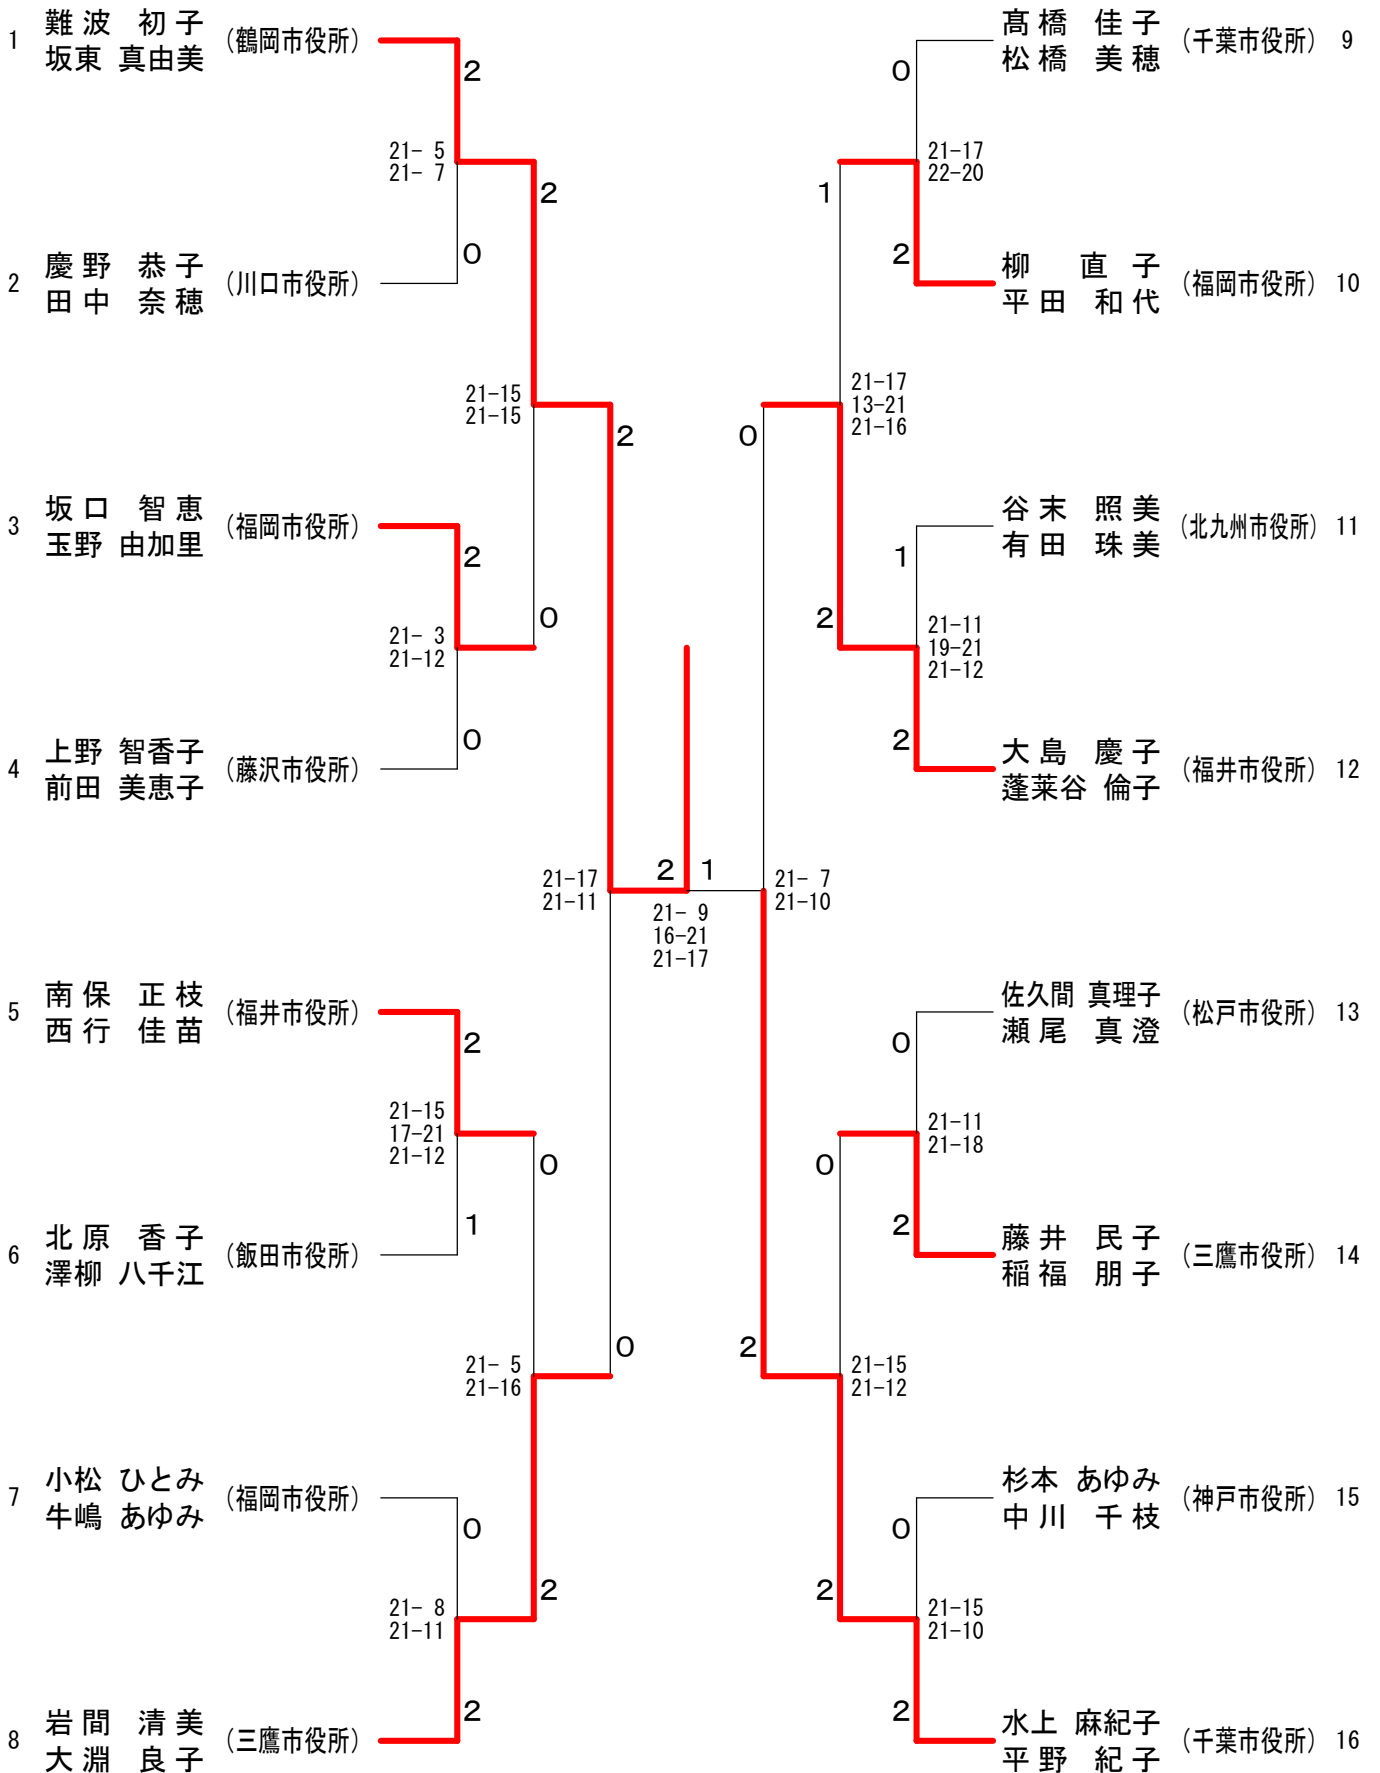 1 難波 初子 (鶴岡市役所)
坂東 真由美
2
21- 5
21- 7
2
0
2 慶野 恭子 (川口市役所)
田中 奈穂
21-15
21-15
2
3 坂口 智恵 (福岡市役所)
玉野 由加里
2
0
21- 3
21-12
0
4 上野 智香子 (藤沢市役所)
前田 美恵子
21-17
21-11
2 1
21- 9
16-21
21-17
5 南保 正枝 (福井市役所)
西行 佳苗
2
21-15
17-21
21-12
0
1
6 北原 香子 (飯田市役所)
澤柳 八千江
0
21- 5
21-16
7 小松 ひとみ (福岡市役所)
牛嶋 あゆみ
0
2
21- 8
21-11
2
8 岩間 清美 (三鷹市役所)
大淵 良子
髙橋 佳子 (千葉市役所) 9
松橋 美穂
0
21-17
22-20
1
2
柳 直子 (福岡市役所) 10
平田 和代
21-17
13-21
21-16
0
谷末 照美 (北九州市役所) 11
有田 珠美
1
2
21-11
19-21
21-12
2
大島 慶子 (福井市役所) 12
蓬莱谷 倫子
21- 7
21-10
佐久間 真理子 (松戸市役所) 13
瀬尾 真澄
0
21-11
21-18
0
2
藤井 民子 (三鷹市役所) 14
稲福 朋子
2
21-15
21-12
杉本 あゆみ (神戸市役所) 15
中川 千枝
0
2
21-15
21-10
2
水上 麻紀子 (千葉市役所) 16
平野 紀子